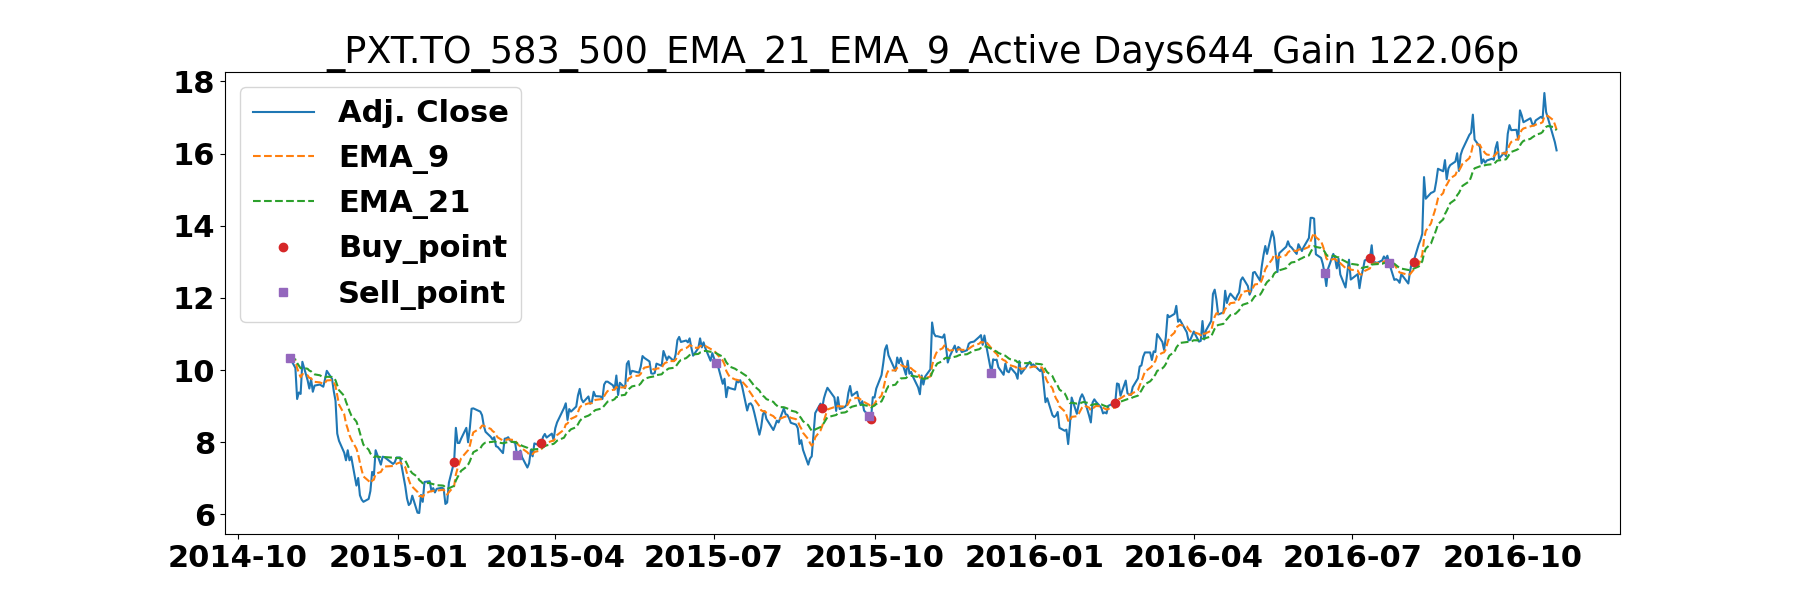 _PXT.TO_583_500_EMA_21_EMA_9_Active Days644_Gain 122.06p
18
16
14
12
10
8
6
Adj. Close
EMA_9
EMA_21
Buy_point
Sell_point
2014-10 2015-01 2015-04 2015-07 2015-10 2016-01 2016-04 2016-07 2016-10